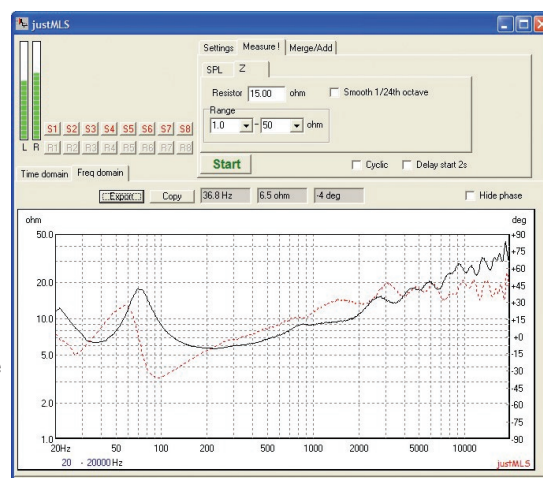 justMLS
Settings Measure ! Merge/Add
SPL Z
Resistor 15.00 ohm Smooth 1/24th octave
Range
1.0 - 50 ohm
L R
S1 S2 S3 S4 S5 S6 S7 S8
R1 R2 R3 R4 R5 R6 R7 R8
Start Cyclic Delay start 2s
Time domain Freq domain
Export Copy 36.8 Hz 6.5 ohm -4 deg Hide phase
ohm deg
50.0 +90
+75
20.0 +60
+45
+30
10.0 +15
+0
5.0 -15
-30
-45
2.0 -60
-75
1.0 -90
20Hz 50 100 200 500 1000 2000 5000 10000
20 - 20000 Hz justMLS